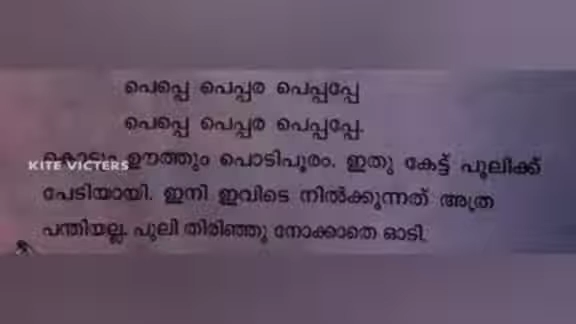 പെപ്പെ പെപ്പര പെപ്പപ്പേ
പെപ്പെ പെപ്പര പെപ്പപ്പേ.
KITE VICTERS ഊത്തും പൊടിപൂരം. ഇതു കേട്ട് പുലിക്ക്
പേടിയായി. ഇനി ഇവിടെ നിൽക്കുന്നത് അത്ര
പന്തിയല്ല. പുലി തിരിഞ്ഞു നോക്കാതെ ഓടി.